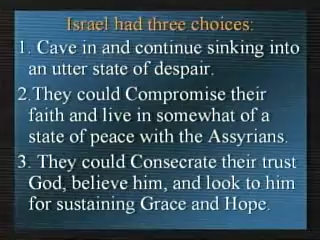 Israel had three choices:
1. Cave in and continue sinking into
an utter state of despair.
2.They could Compromise their
faith and live in somewhat of a
state of peace with the Assyrians.
3. They could Consecrate their trust
God, believe him, and look to him
for sustaining Grace and Hope.